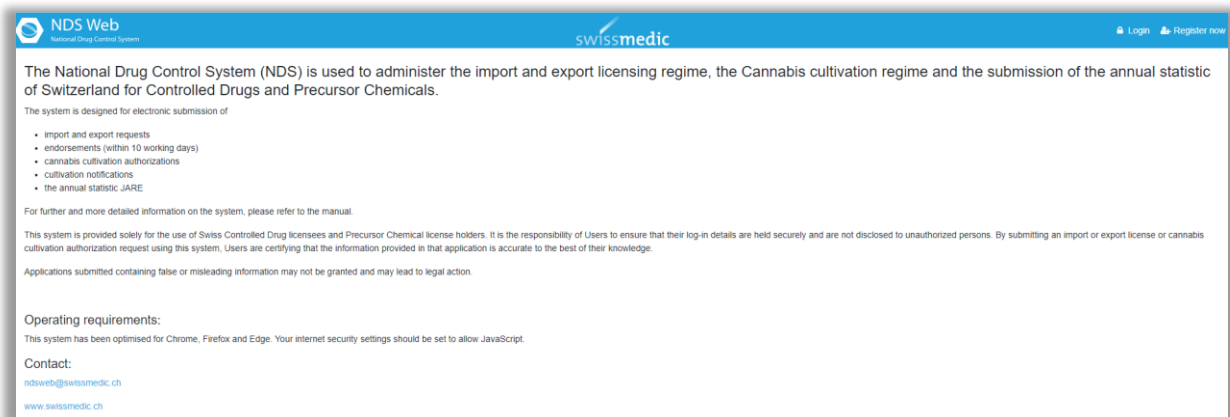 NDS Web
National Drug Control System
swissmedic
Login Register now
The National Drug Control System (NDS) is used to administer the import and export licensing regime, the Cannabis cultivation regime and the submission of the annual statistic
of Switzerland for Controlled Drugs and Precursor Chemicals.
The system is designed for electronic submission of
• import and export requests
• endorsements (within 10 working days)
• cannabis cultivation authorizations
• cultivation notifications
• the annual statistic JARE
For further and more detailed information on the system, please refer to the manual.
This system is provided solely for the use of Swiss Controlled Drug licensees and Precursor Chemical license holders. It is the responsibility of Users to ensure that their log-in details are held securely and are not disclosed to unauthorized persons. By submitting an import or export license or cannabis
cultivation authorization request using this system, Users are certifying that the information provided in that application is accurate to the best of their knowledge.
Applications submitted containing false or misleading information may not be granted and may lead to legal action.
Operating requirements:
This system has been optimised for Chrome, Firefox and Edge. Your internet security settings should be set to allow JavaScript.
Contact:
ndsweb@swissmedic.ch
www.swissmedic.ch